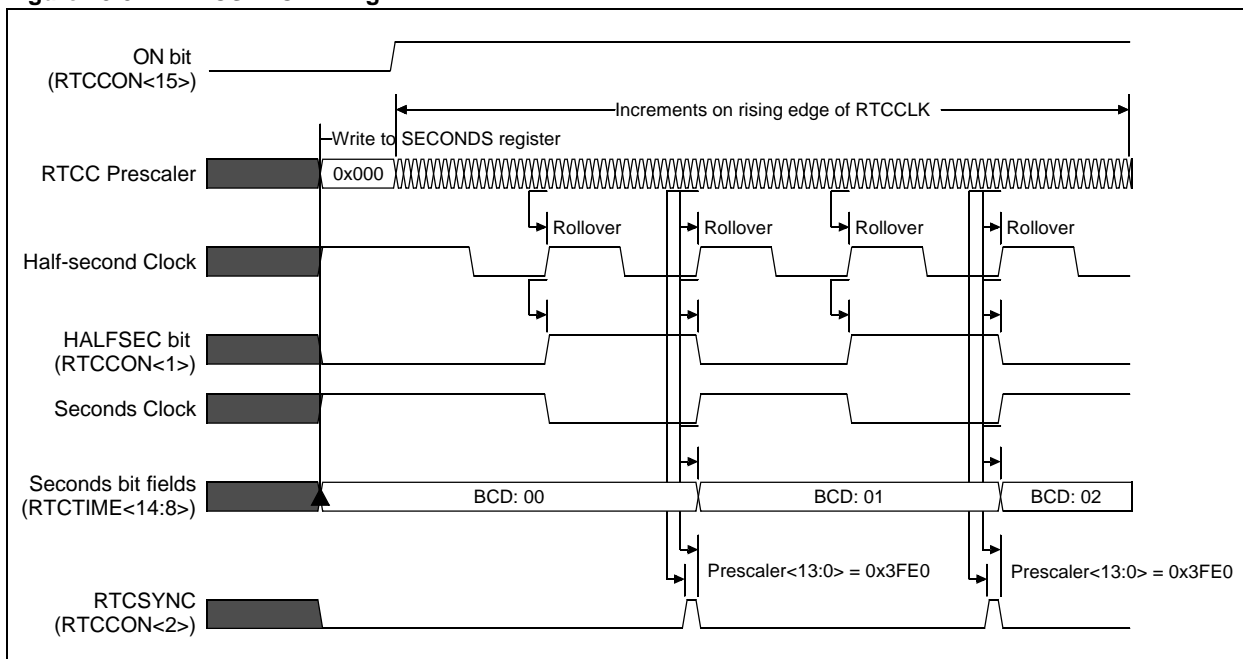 ON bit
(RTCCON<15>)
Increments on rising edge of RTCCLK
Write to SECONDS register
RTCC Prescaler
0x000
Rollover
Rollover
Rollover
Rollover
Half-second Clock
HALFSEC bit
(RTCCON<1>)
Seconds Clock
Seconds bit fields
(RTCTIME<14:8>)
BCD: 00
BCD: 01
BCD: 02
Prescaler<13:0> = 0x3FE0
Prescaler<13:0> = 0x3FE0
RTCSYNC
(RTCCON<2>)